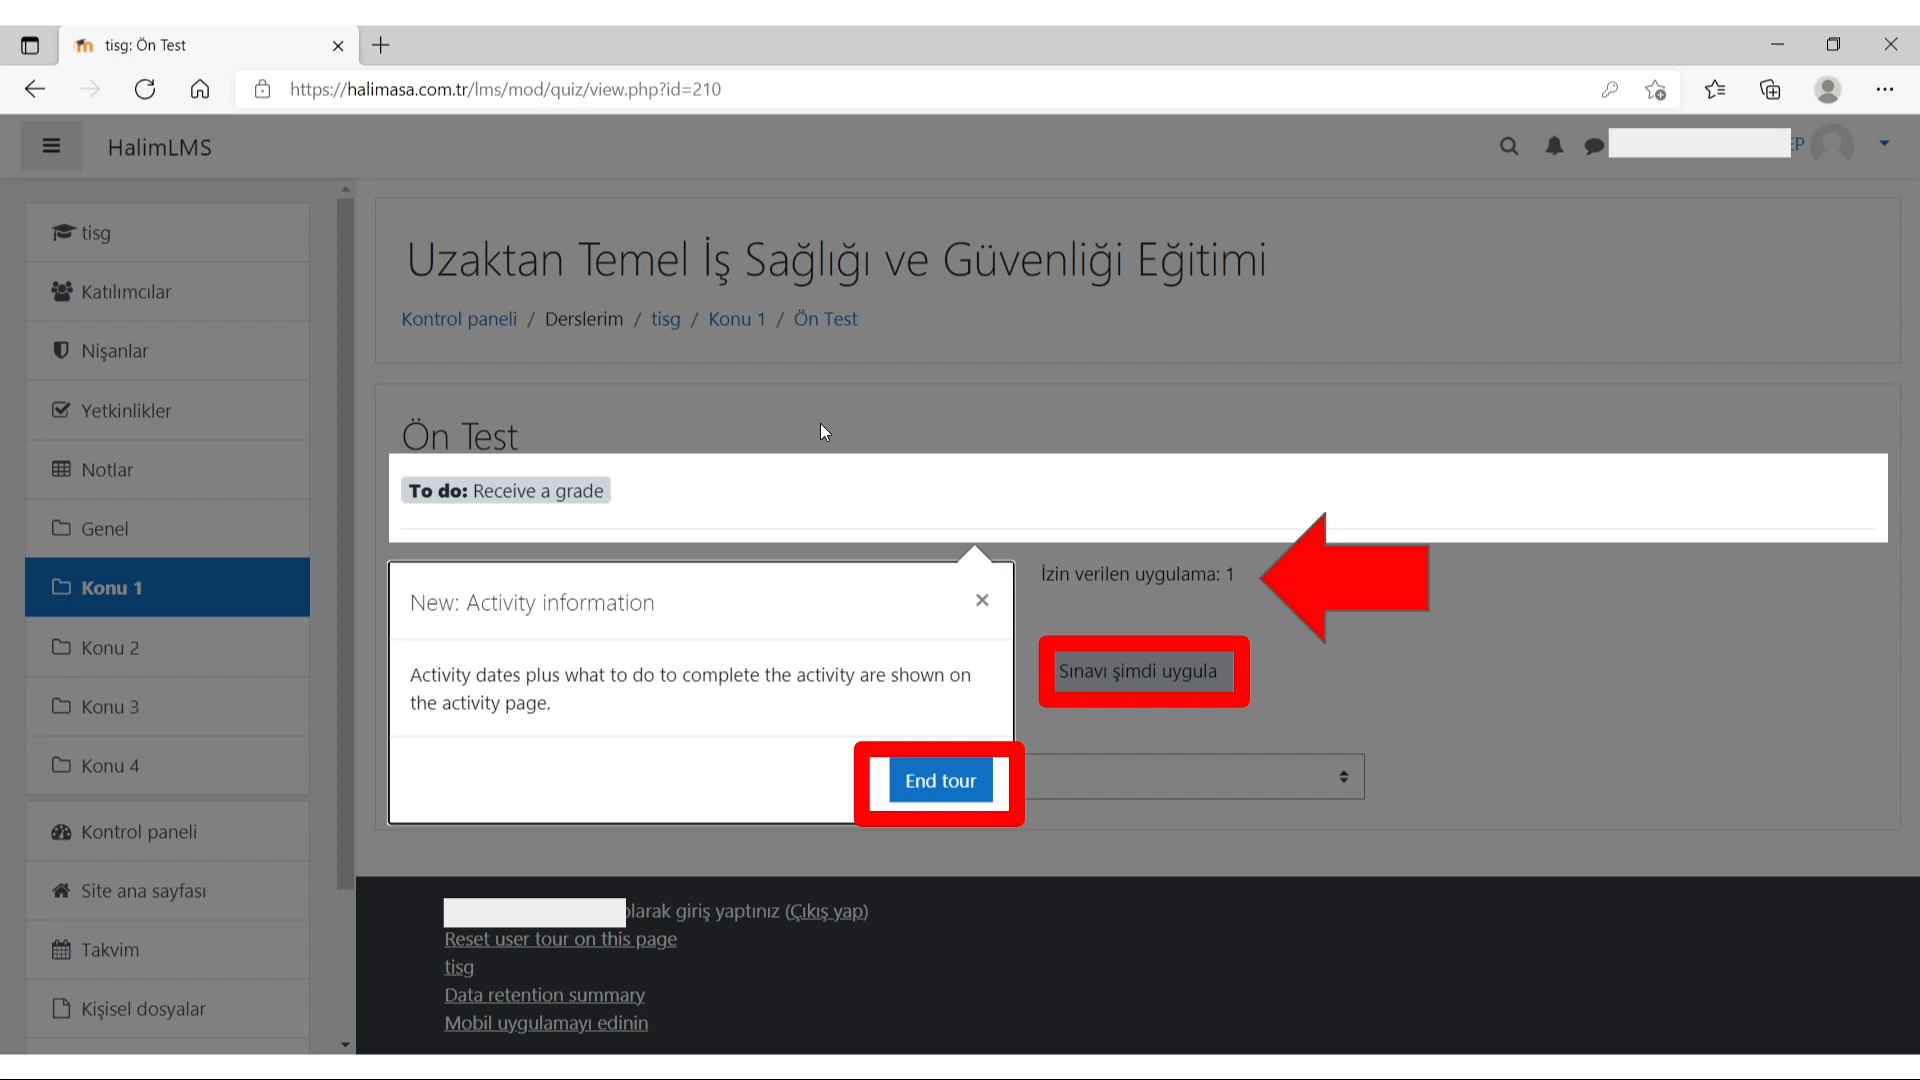 tisg: Ön Test
https://halimasa.com.tr/lms/mod/quiz/view.php?id=210
HalimLMS
EP
tisg
Katılımcılar
Nişanlar
Yetkinlikler
Notlar
Genel
Konu 1
Konu 2
Konu 3
Konu 4
Kontrol paneli
Site ana sayfası
Takvim
Kişisel dosyalar
Uzaktan Temel İş Sağlığı ve Güvenliği Eğitimi
Kontrol paneli / Derslerim / tisg / Konu 1 / Ön Test
Ön Test
To do: Receive a grade
İzin verilen uygulama: 1
New: Activity information
Activity dates plus what to do to complete the activity are shown on
the activity page.
Sınavı şimdi uygula
End tour
olarak giriş yaptınız (Çıkış yap)
Reset user tour on this page
tisg
Data retention summary
Mobil uygulamayı edinin